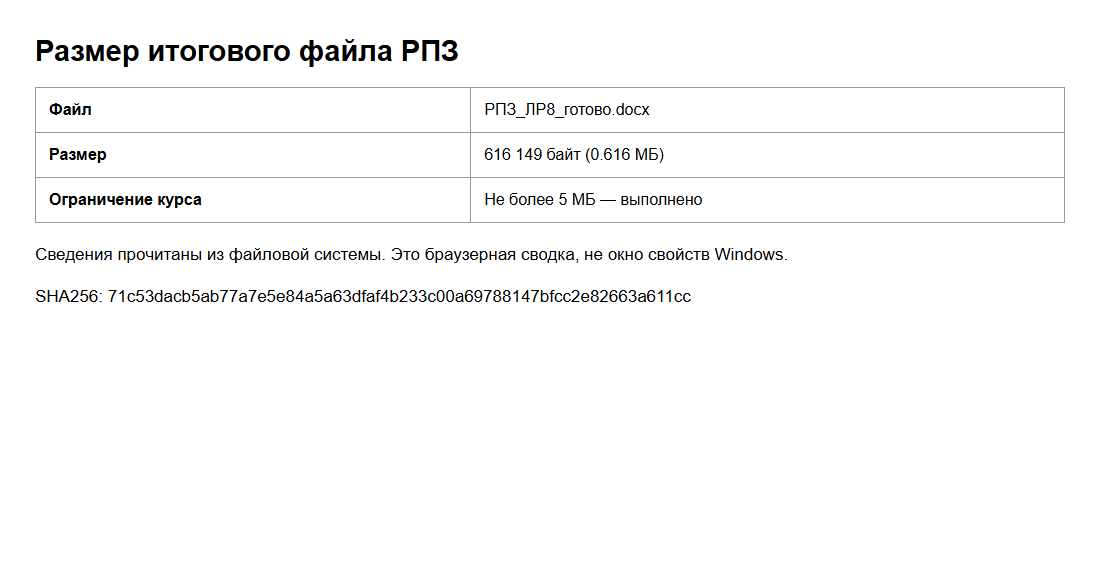 Размер итогового файла РПЗ
Файл РПЗ_ЛР8_готово.docx
Размер 616 149 байт (0.616 МБ)
Ограничение курса Не более 5 МБ — выполнено
Сведения прочитаны из файловой системы. Это браузерная сводка, не окно свойств Windows.
SHA256: 71c53dacb5ab77a7e5e84a5a63dfaf4b233c00a69788147bfcc2e82663a611cc